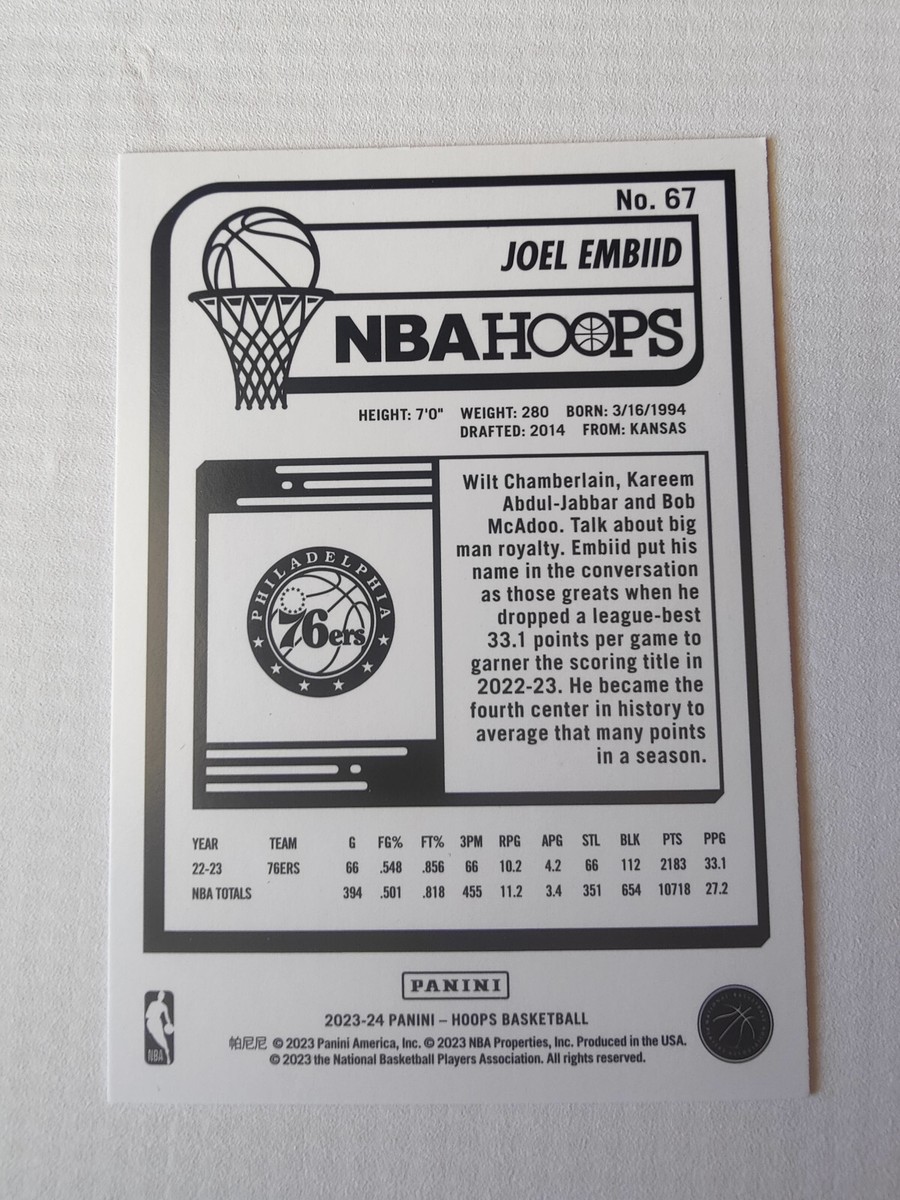 No. 67
JOEL EMBIID
NBA HOOPS
HEIGHT: 7'0" WEIGHT: 280 BORN: 3/16/1994
DRAFTED: 2014 FROM: KANSAS
PHILADELPHIA
76ers
Wilt Chamberlain, Kareem
Abdul-Jabbar and Bob
McAdoo. Talk about big
man royalty. Embiid put his
name in the conversation
as those greats when he
dropped a league-best
33.1 points per game to
garner the scoring title in
2022-23. He became the
fourth center in history to
average that many points
in a season.
YEAR TEAM G FG% FT% 3PM RPG APG STL BLK PTS PPG
22-23 76ERS 66 .548 .856 66 10.2 4.2 66 112 2183 33.1
NBA TOTALS 394 .501 .818 455 11.2 3.4 351 654 10718 27.2
PANINI
2023-24 PANINI – HOOPS BASKETBALL
帕尼尼 © 2023 Panini America, Inc. © 2023 NBA Properties, Inc. Produced in the USA.
© 2023 the National Basketball Players Association. All rights reserved.
NBA